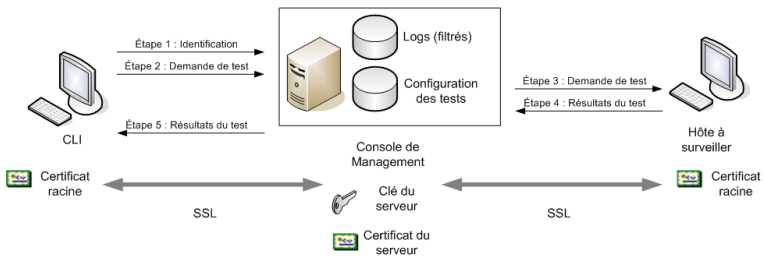 Étape 1 : Identification
Étape 2 : Demande de test
Étape 5 : Résultats du test
CLI
Logs (filtrés)
Configuration
des tests
Étape 3 : Demande de test
Étape 4 : Résultats du test
Hôte à
surveiller
Console de
Management
Certificat
racine
SSL
Clé du
serveur
SSL
Certificat
racine
Certificat du
serveur